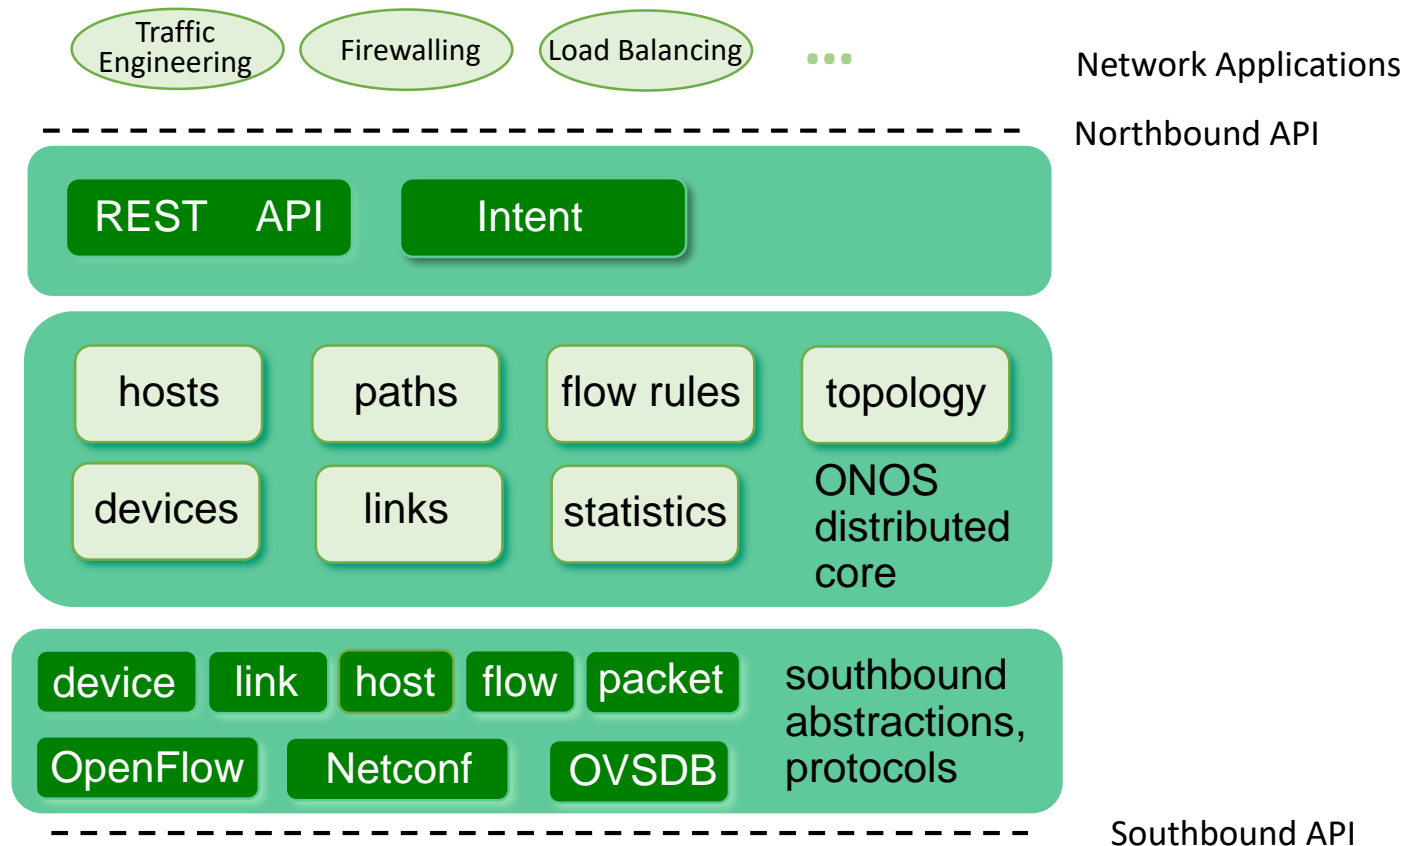 Traffic
Engineering
Firewalling
Load Balancing
...
Network Applications
Northbound API
REST API
Intent
hosts
paths
flow rules
topology
devices
links
statistics
ONOS
distributed
core
device
link
host
flow
packet
southbound
abstractions,
protocols
OpenFlow
Netconf
OVSDB
Southbound API